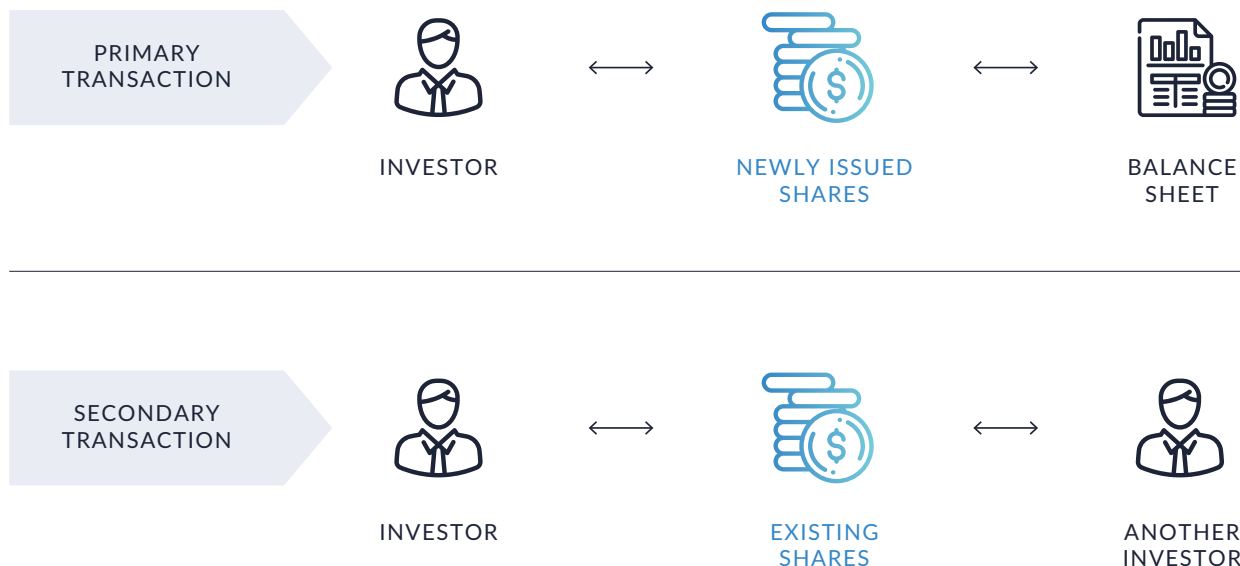 PRIMARY
TRANSACTION
INVESTOR
NEWLY ISSUED
SHARES
BALANCE
SHEET
SECONDARY
TRANSACTION
INVESTOR
EXISTING
SHARES
ANOTHER
INVESTOR